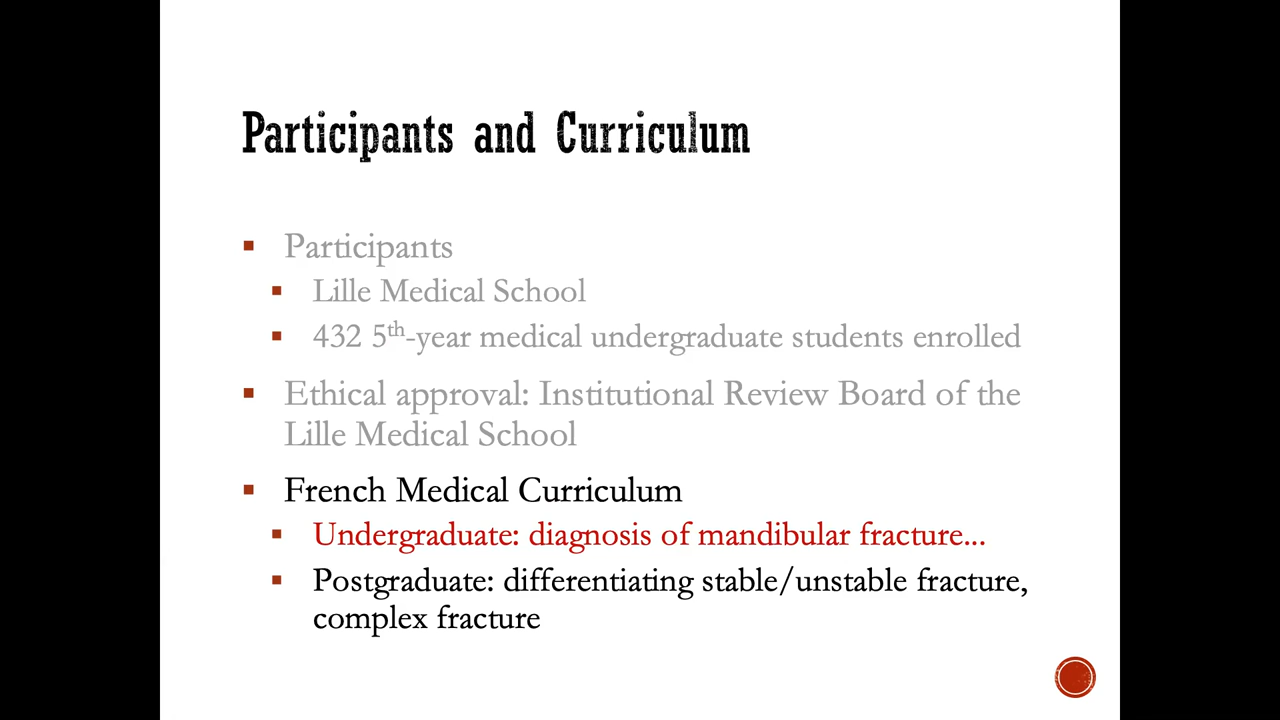 Participants and Curriculum
Participants
Lille Medical School
432 5th-year medical undergraduate students enrolled
Ethical approval: Institutional Review Board of the
Lille Medical School
French Medical Curriculum
Undergraduate: diagnosis of mandibular fracture...
Postgraduate: differentiating stable/unstable fracture,
complex fracture